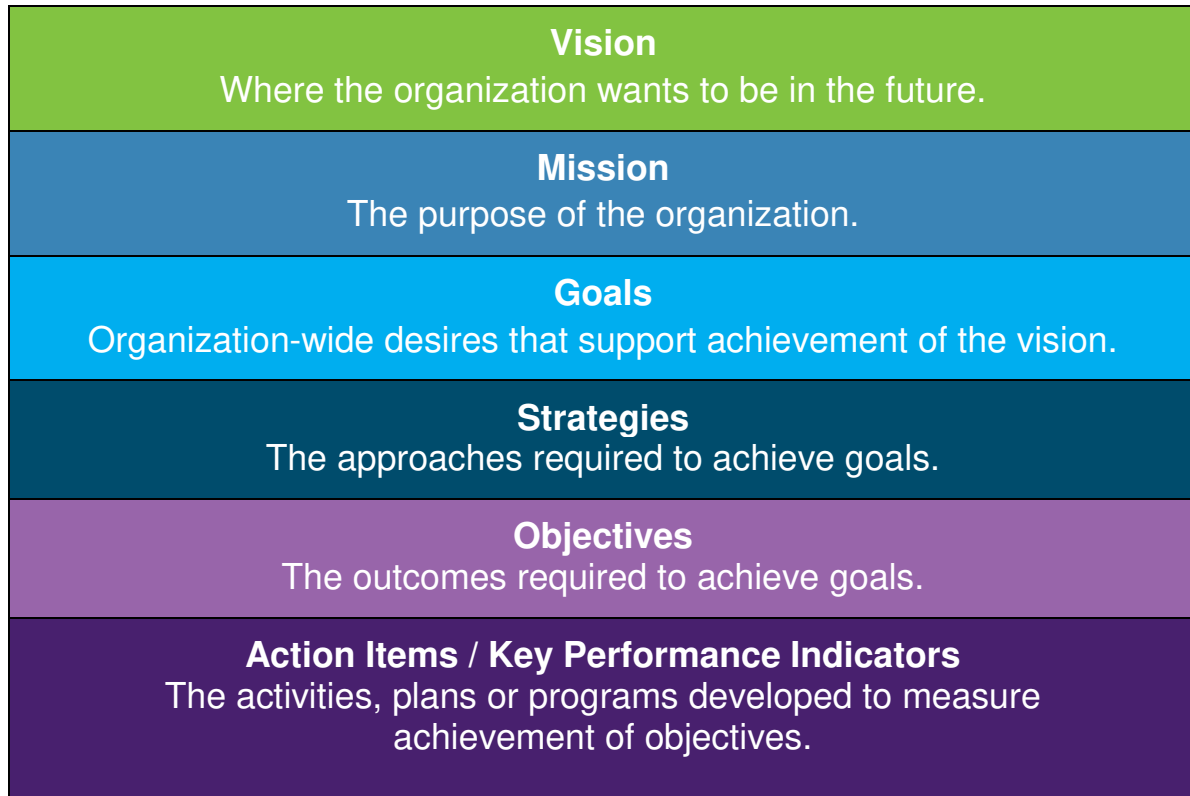 Vision
Where the organization wants to be in the future.
Mission
The purpose of the organization.
Goals
Organization-wide desires that support achievement of the vision.
Strategies
The approaches required to achieve goals.
Objectives
The outcomes required to achieve goals.
Action Items / Key Performance Indicators
The activities, plans or programs developed to measure
achievement of objectives.